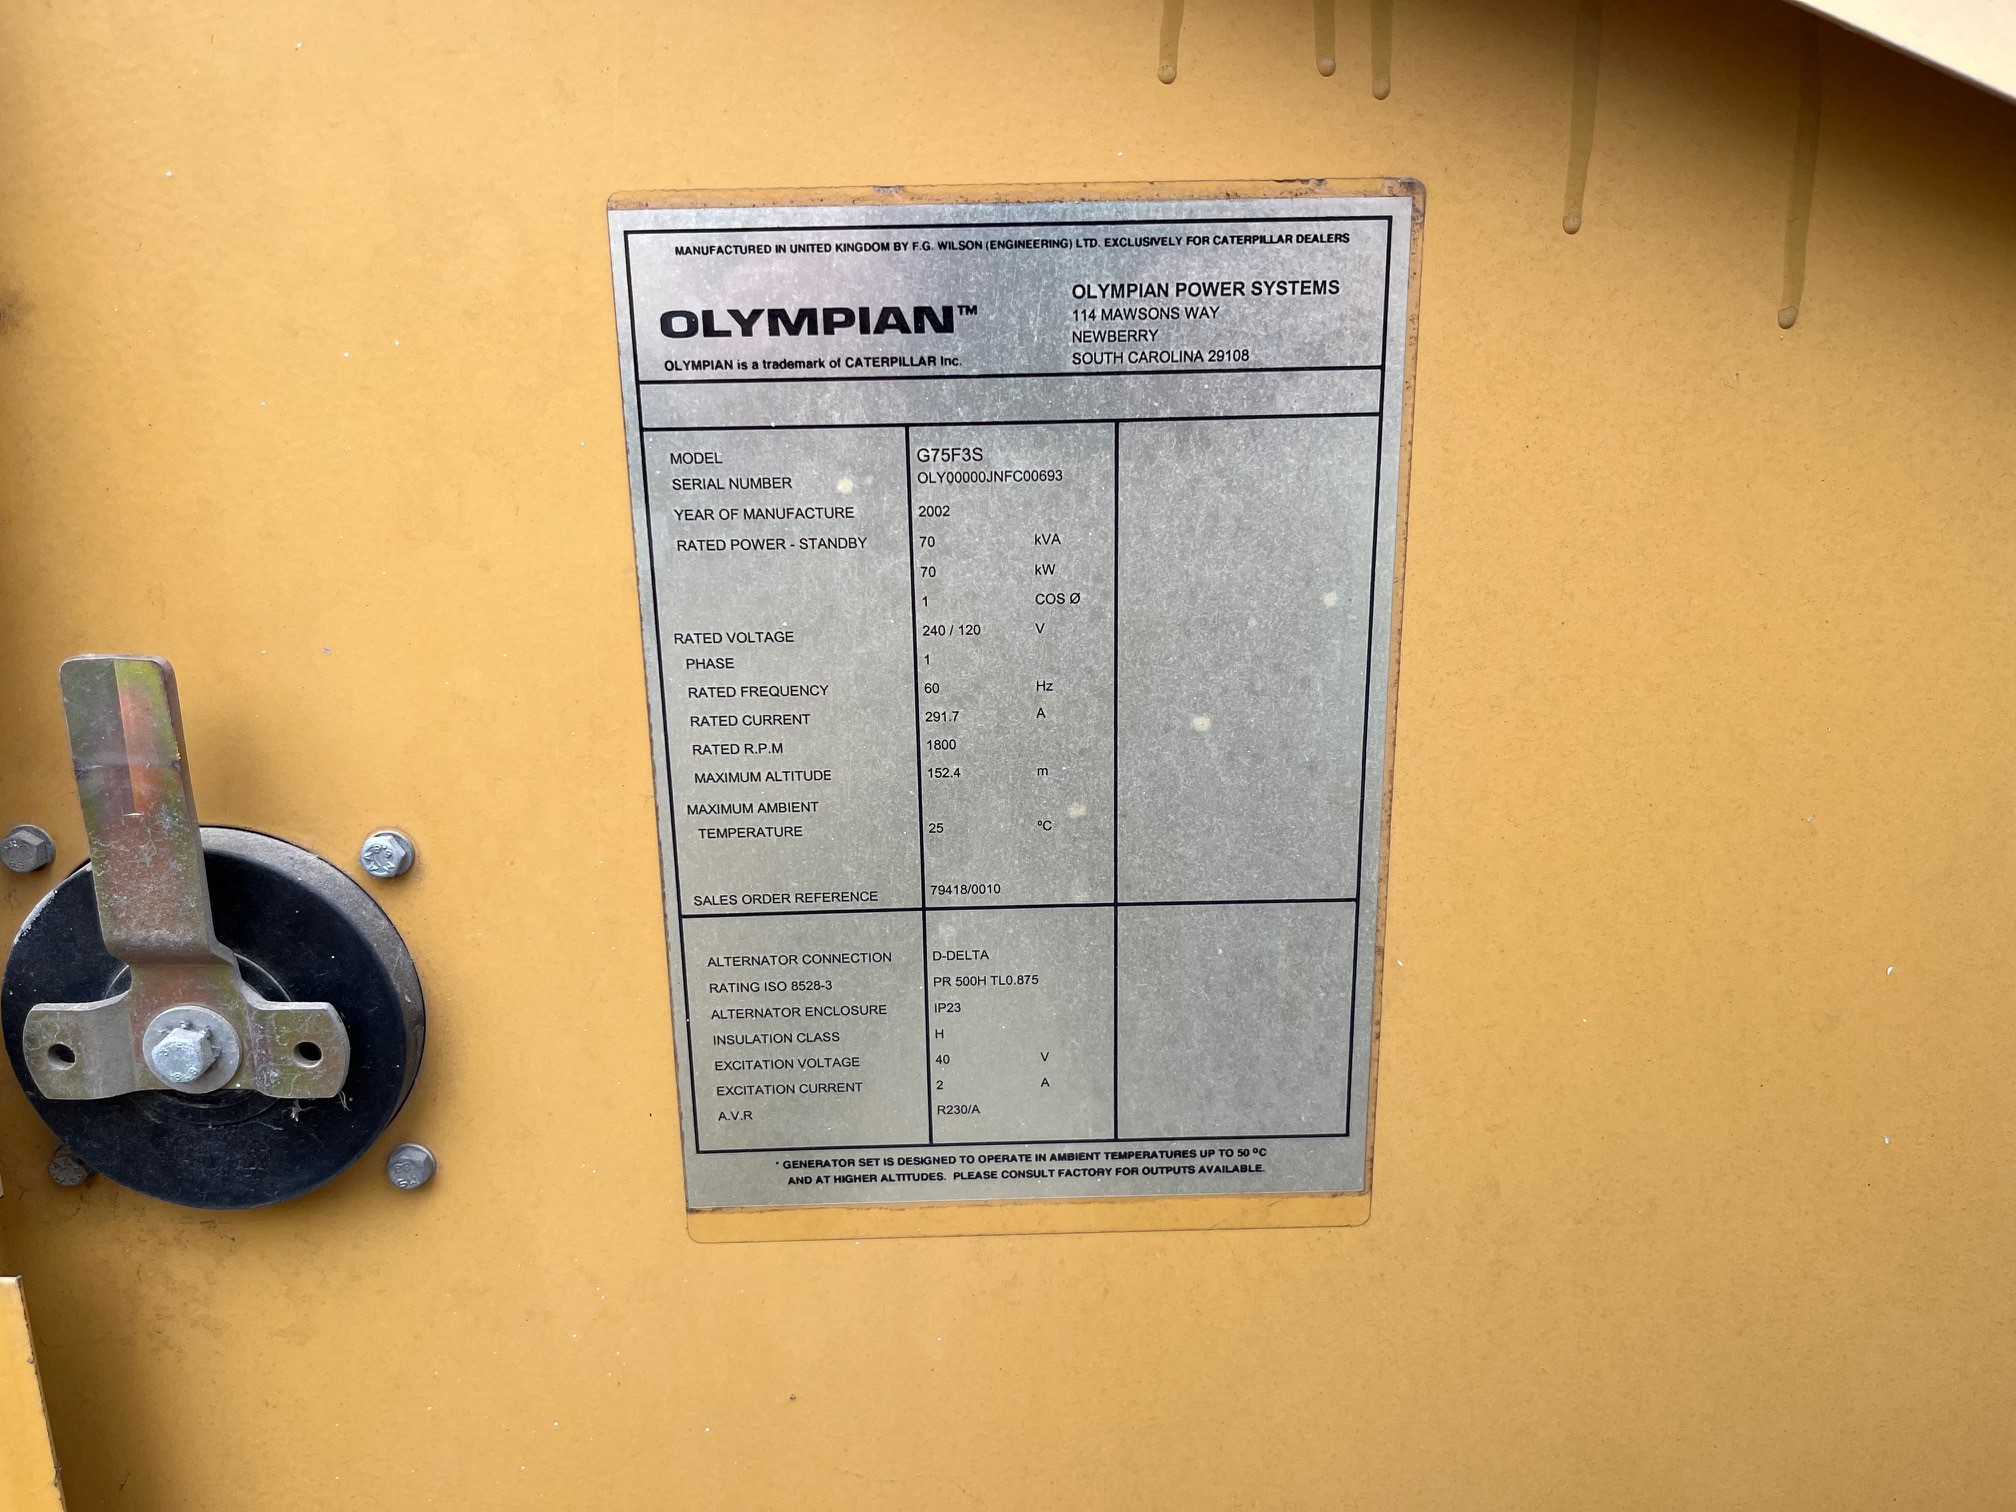 MANUFACTURED IN UNITED KINGDOM BY F.G. WILSON (ENGINEERING) LTD. EXCLUSIVELY FOR CATERPILLAR DEALERS
OLYMPIAN™
OLYMPIAN is a trademark of CATERPILLAR Inc.
OLYMPIAN POWER SYSTEMS
114 MAWSONS WAY
NEWBERRY
SOUTH CAROLINA 29108
MODEL G75F3S
SERIAL NUMBER OLY00000JNFC00693
YEAR OF MANUFACTURE 2002
RATED POWER - STANDBY 70 kVA
70 kW
1 COS Ø
RATED VOLTAGE 240 / 120 V
PHASE 1
RATED FREQUENCY 60 Hz
RATED CURRENT 291.7 A
RATED R.P.M 1800
MAXIMUM ALTITUDE 152.4 m
MAXIMUM AMBIENT
TEMPERATURE 25 ºC
SALES ORDER REFERENCE 79418/0010
ALTERNATOR CONNECTION D-DELTA
RATING ISO 8528-3 PR 500H TL0.875
ALTERNATOR ENCLOSURE IP23
INSULATION CLASS H
EXCITATION VOLTAGE 40 V
EXCITATION CURRENT 2 A
A.V.R R230/A
* GENERATOR SET IS DESIGNED TO OPERATE IN AMBIENT TEMPERATURES UP TO 50 ºC
AND AT HIGHER ALTITUDES. PLEASE CONSULT FACTORY FOR OUTPUTS AVAILABLE.